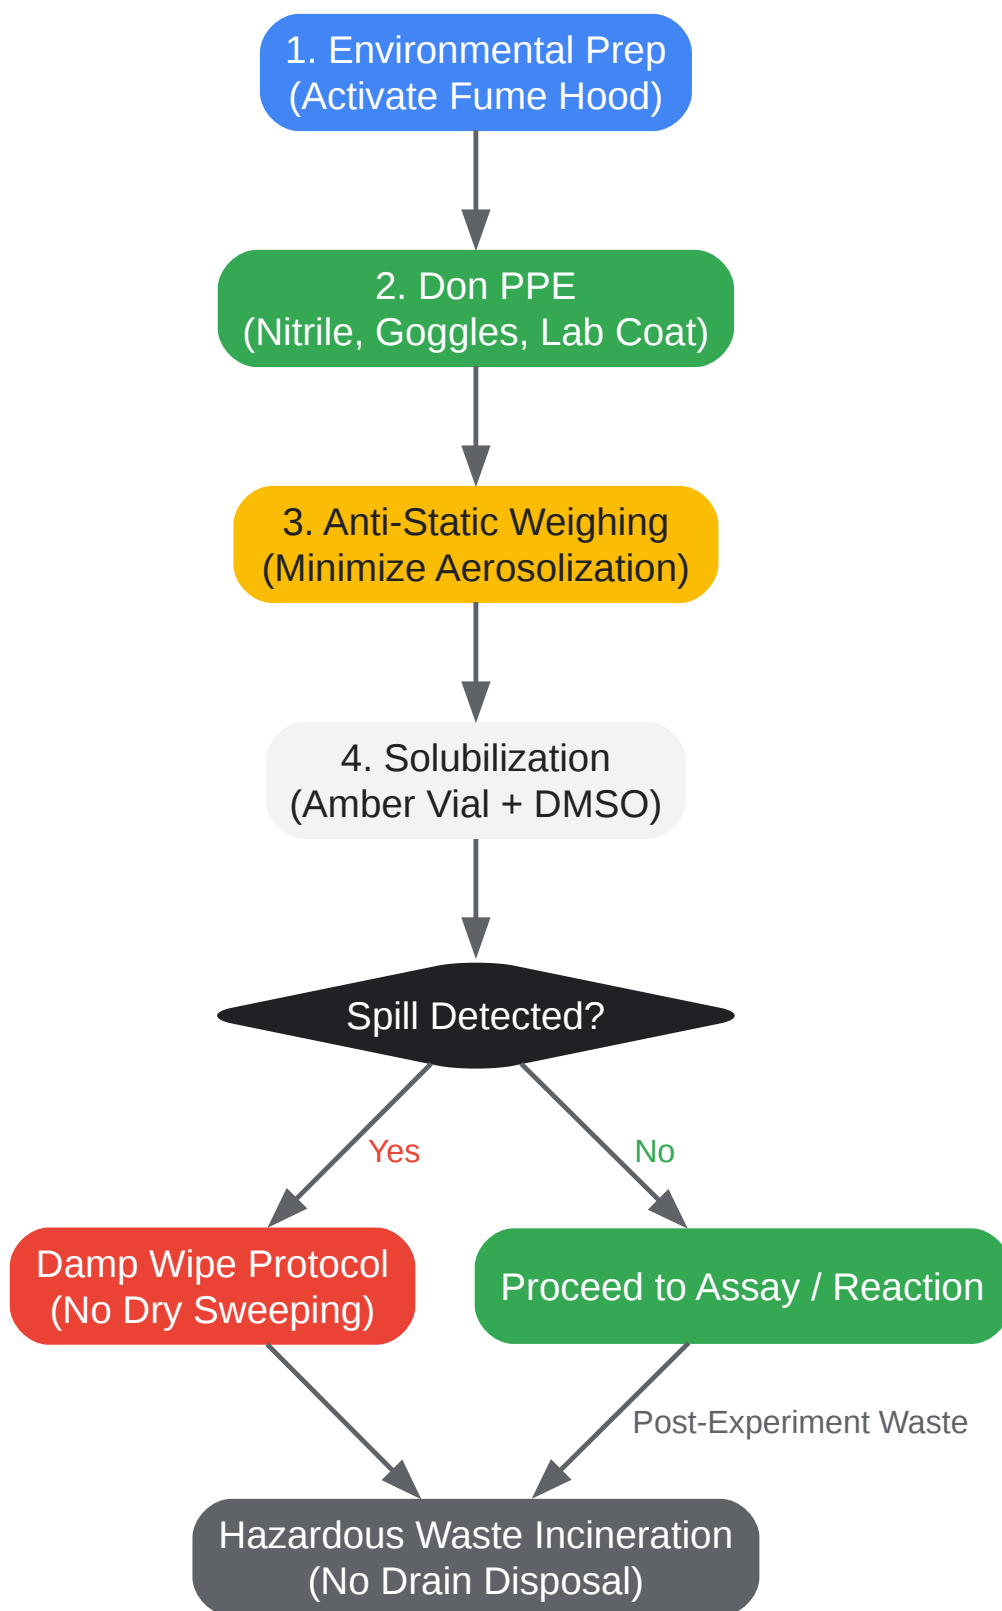 1. Environmental Prep
(Activate Fume Hood)
2. Don PPE
(Nitrile, Goggles, Lab Coat)
3. Anti-Static Weighing
(Minimize Aerosolization)
4. Solubilization
(Amber Vial + DMSO)
Spill Detected?
Yes
No
Damp Wipe Protocol
(No Dry Sweeping)
Proceed to Assay / Reaction
Post-Experiment Waste
Hazardous Waste Incineration
(No Drain Disposal)